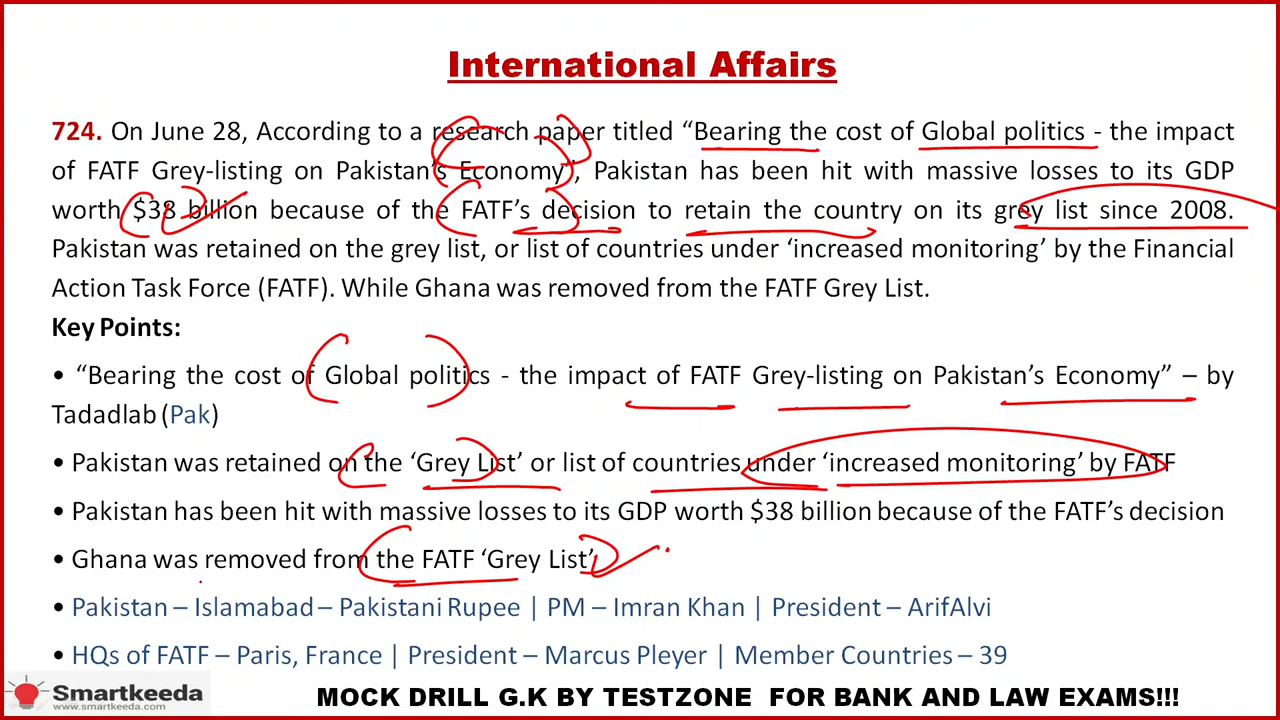 International Affairs
724. On June 28, According to a research paper titled “Bearing the cost of Global politics - the impact
of FATF Grey-listing on Pakistan’s Economy”, Pakistan has been hit with massive losses to its GDP
worth $38 billion because of the FATF’s decision to retain the country on its grey list since 2008.
Pakistan was retained on the grey list, or list of countries under ‘increased monitoring’ by the Financial
Action Task Force (FATF). While Ghana was removed from the FATF Grey List.
Key Points:
• “Bearing the cost of Global politics - the impact of FATF Grey-listing on Pakistan’s Economy” – by
Tadadlab (Pak)
• Pakistan was retained on the ‘Grey List’ or list of countries under ‘increased monitoring’ by FATF
• Pakistan has been hit with massive losses to its GDP worth $38 billion because of the FATF’s decision
• Ghana was removed from the FATF ‘Grey List’
• Pakistan – Islamabad – Pakistani Rupee | PM – Imran Khan | President – ArifAlvi
• HQs of FATF – Paris, France | President – Marcus Pleyer | Member Countries – 39
Smartkeeda
www.smartkeeda.com
MOCK DRILL G.K BY TESTZONE FOR BANK AND LAW EXAMS!!!